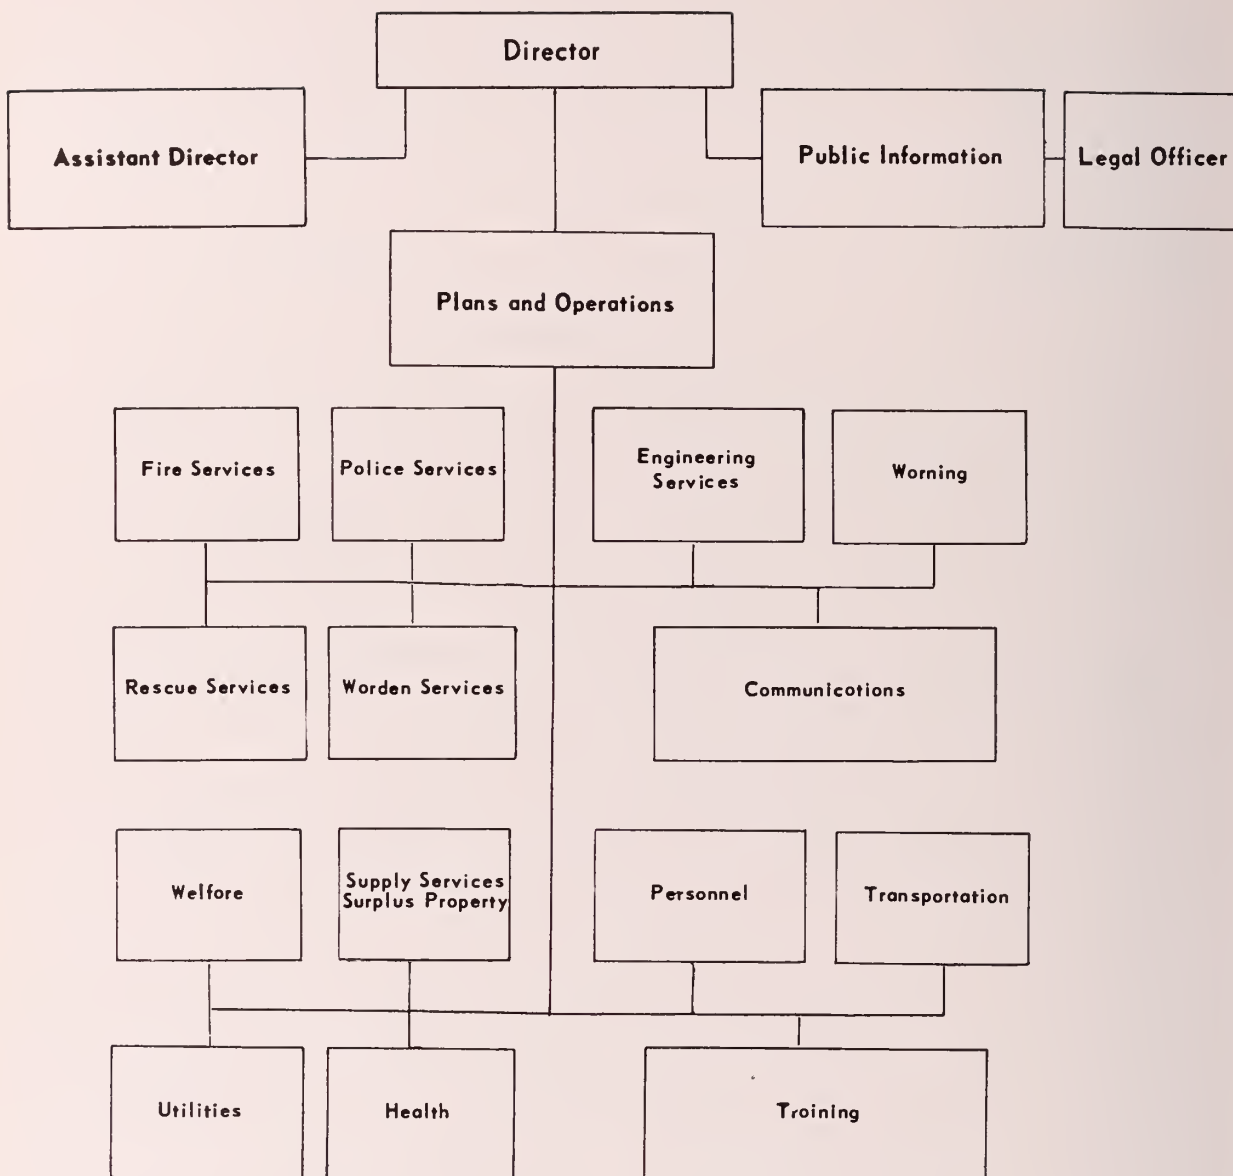 Director
Assistant Director
Public Information
Legal Officer
Plans and Operations
Fire Services
Police Services
Engineering
Services
Worning
Rescue Services
Worden Services
Communicotions
Welfore
Supply Services
Surplus Property
Personnel
Transportation
Utilities
Health
Troining